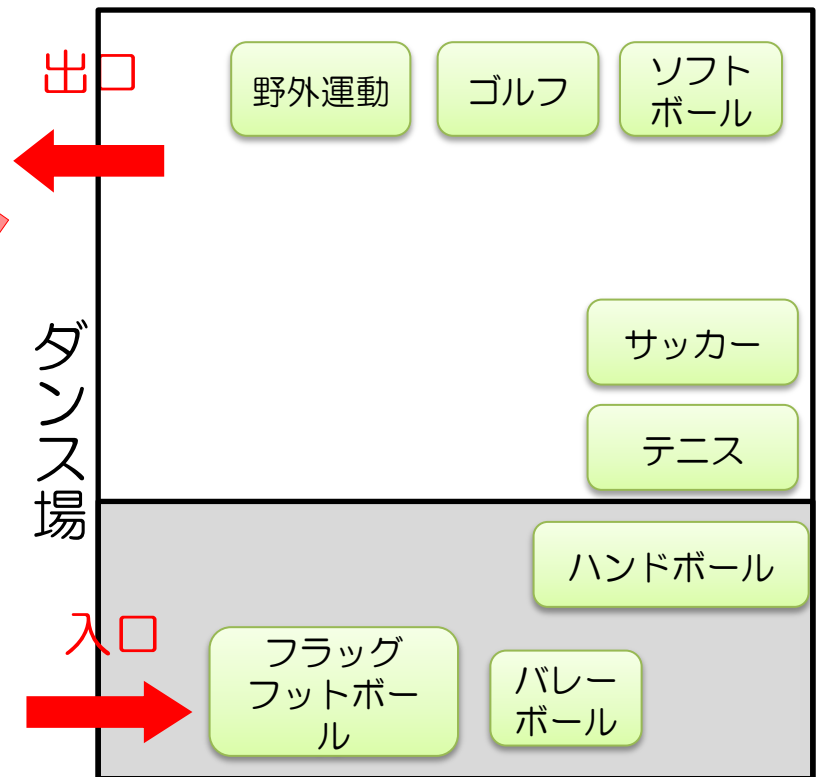 出口
野外運動
ゴルフ
ソフト
ボール
サッカー
テニス
ダンス場
ハンドボール
入口
フラッグ
フットボー
ル
バレー
ボール